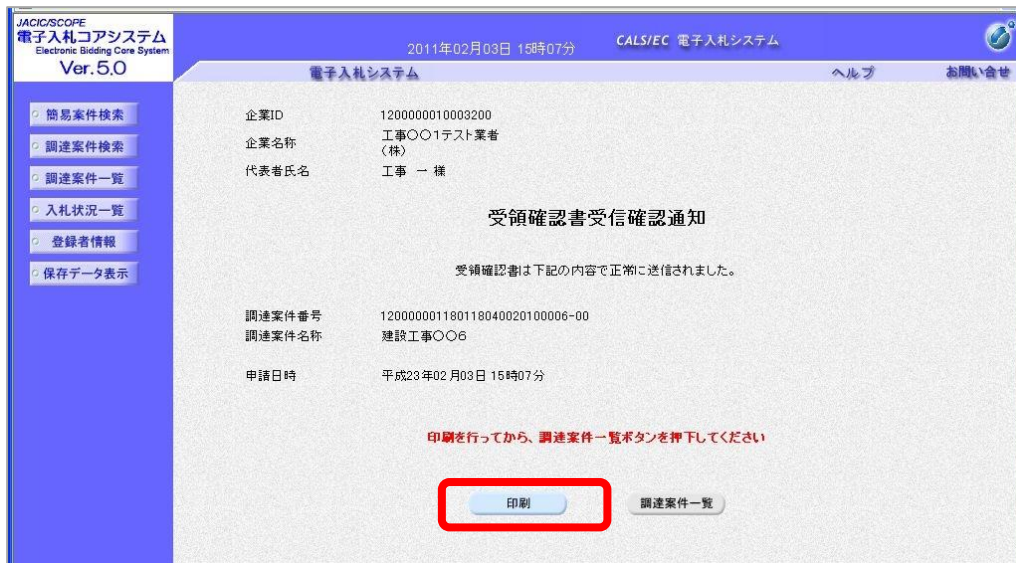 JACIC/SCOPE
電子入札コアシステム
Electronic Bidding Core System
Ver.5.0
2011年02月03日 15時07分
CALS/EC 電子入札システム
電子入札システム
ヘルプ
お問い合せ
簡易案件検索
調達案件検索
調達案件一覧
入札状況一覧
登録者情報
保存データ表示
企業ID 1200000010003200
企業名称 工事〇〇1テスト業者
(株)
代表者氏名 工事 一 様
受領確認書受信確認通知
受領確認書は下記の内容で正常に送信されました。
調達案件番号 120000001180118040020100006-00
調達案件名称 建設工事〇〇6
申請日時 平成23年02月03日 15時07分
印刷を行ってから、調達案件一覧ボタンを押下してください
印刷
調達案件一覧